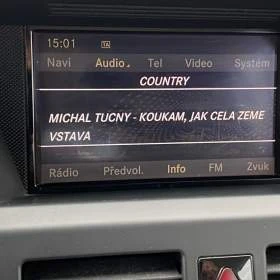 15:01 TA
Navi Audio Tel Video Systém
COUNTRY
MICHAL TUCNY - KOUKAM, JAK CELA ZEME
VSTAVA
Rádio Předvol. Info FM Zvuk